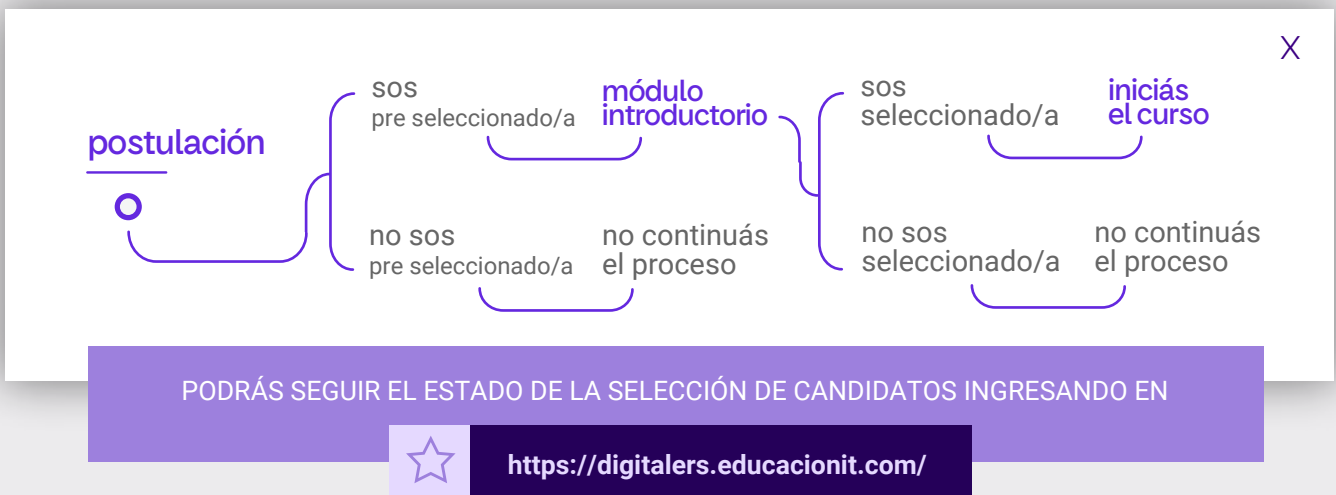 X
postulación
sos
pre seleccionado/a
módulo
introductorio
sos
seleccionado/a
iniciás
el curso
no sos
pre seleccionado/a
no continuás
el proceso
no sos
seleccionado/a
no continuás
el proceso
PODRÁS SEGUIR EL ESTADO DE LA SELECCIÓN DE CANDIDATOS INGRESANDO EN
https://digitalers.educacionit.com/